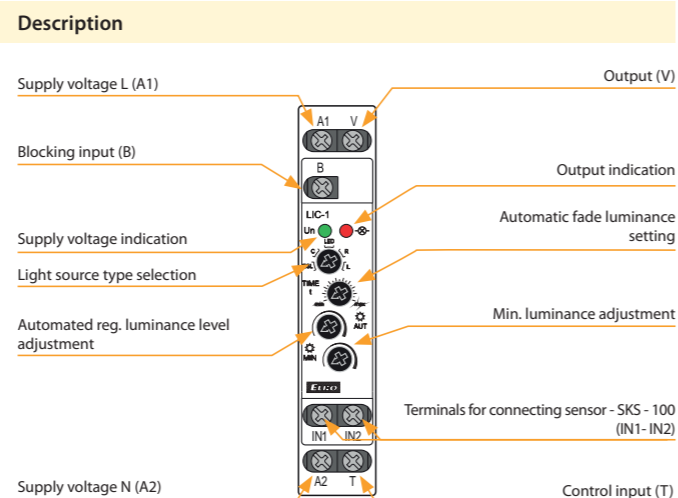 Description
Supply voltage L (A1)
Output (V)
A1 V
Blocking input (B)
B
Output indication
LIC-1
Un
Automatic fade luminance
setting
Supply voltage indication
LED
C R
L
Light source type selection
TIME
t
Automated reg. luminance level
adjustment
AUT
Min. luminance adjustment
MIN
ELKO
Terminals for connecting sensor - SKS - 100
(IN1- IN2)
IN1 IN2
Supply voltage N (A2)
A2 T
Control input (T)